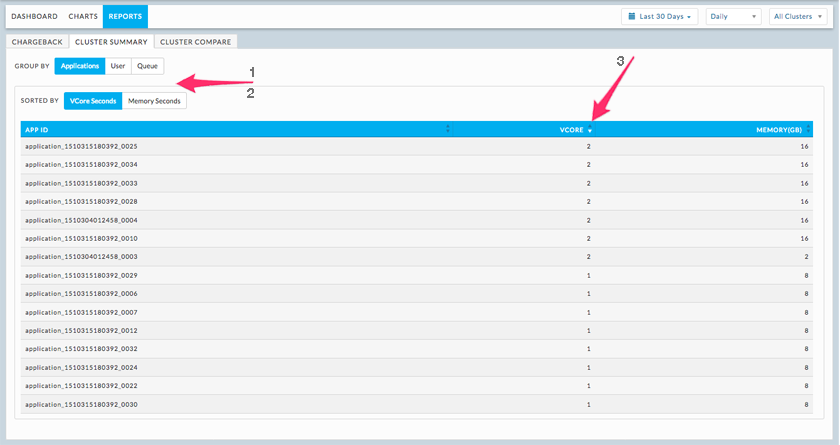 DASHBOARD CHARTS REPORTS Last 30 Days Daily All Clusters
CHARGEBACK CLUSTER SUMMARY CLUSTER COMPARE
GROUP BY Applications User Queue
1
2
3
SORTED BY VCore Seconds Memory Seconds
APP ID VCORE MEMORY(GB)
application_1510315180392_0025 2 16
application_1510315180392_0034 2 16
application_1510315180392_0033 2 16
application_1510315180392_0028 2 16
application_1510304012458_0004 2 16
application_1510315180392_0010 2 16
application_1510304012458_0003 2 2
application_1510315180392_0029 1 8
application_1510315180392_0006 1 8
application_1510315180392_0007 1 8
application_1510315180392_0012 1 8
application_1510315180392_0032 1 8
application_1510315180392_0024 1 8
application_1510315180392_0022 1 8
application_1510315180392_0030 1 8